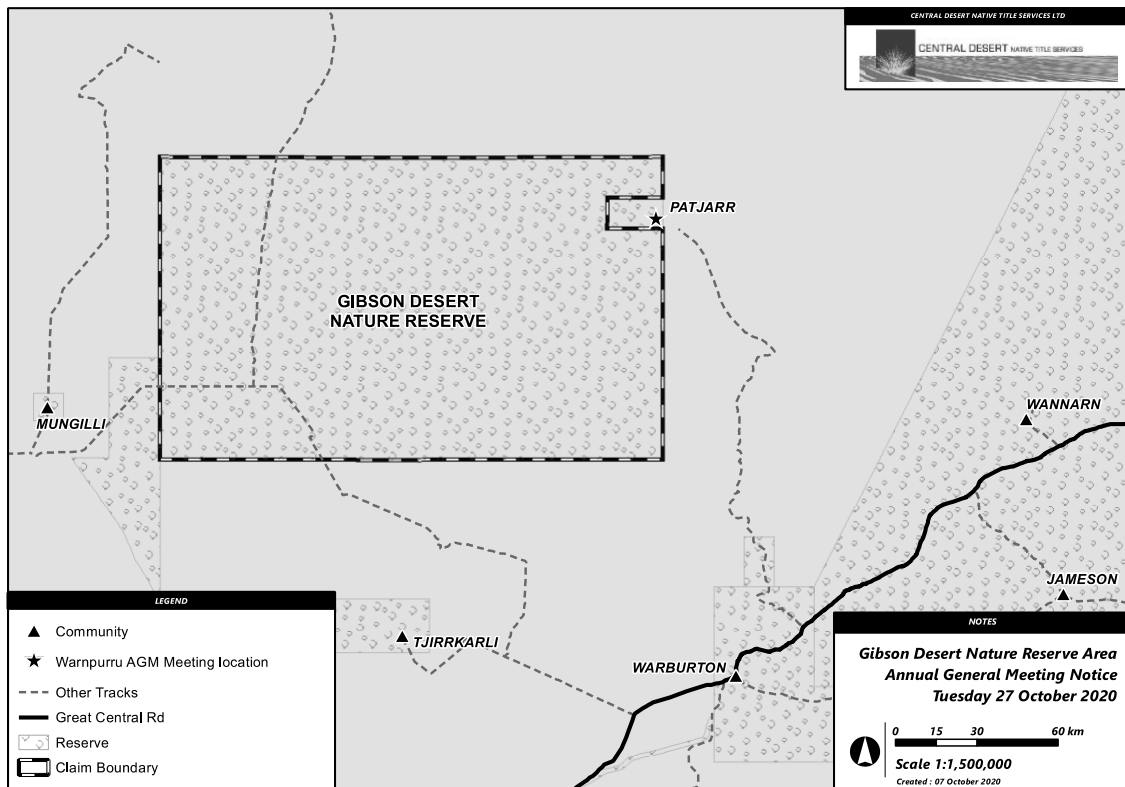 CENTRAL DESERT NATIVE TITLE SERVICES LTD
CENTRAL DESERT NATIVE TITLE SERVICES
PATJARR
GIBSON DESERT
NATURE RESERVE
MUNGILLI
WANNARN
JAMESON
TJIRRKARLI
WARBURTON
LEGEND
Community
Warnpurru AGM Meeting location
Other Tracks
Great Central Rd
Reserve
Claim Boundary
NOTES
Gibson Desert Nature Reserve Area
Annual General Meeting Notice
Tuesday 27 October 2020
0 15 30 60 km
Scale 1:1,500,000
Created : 07 October 2020